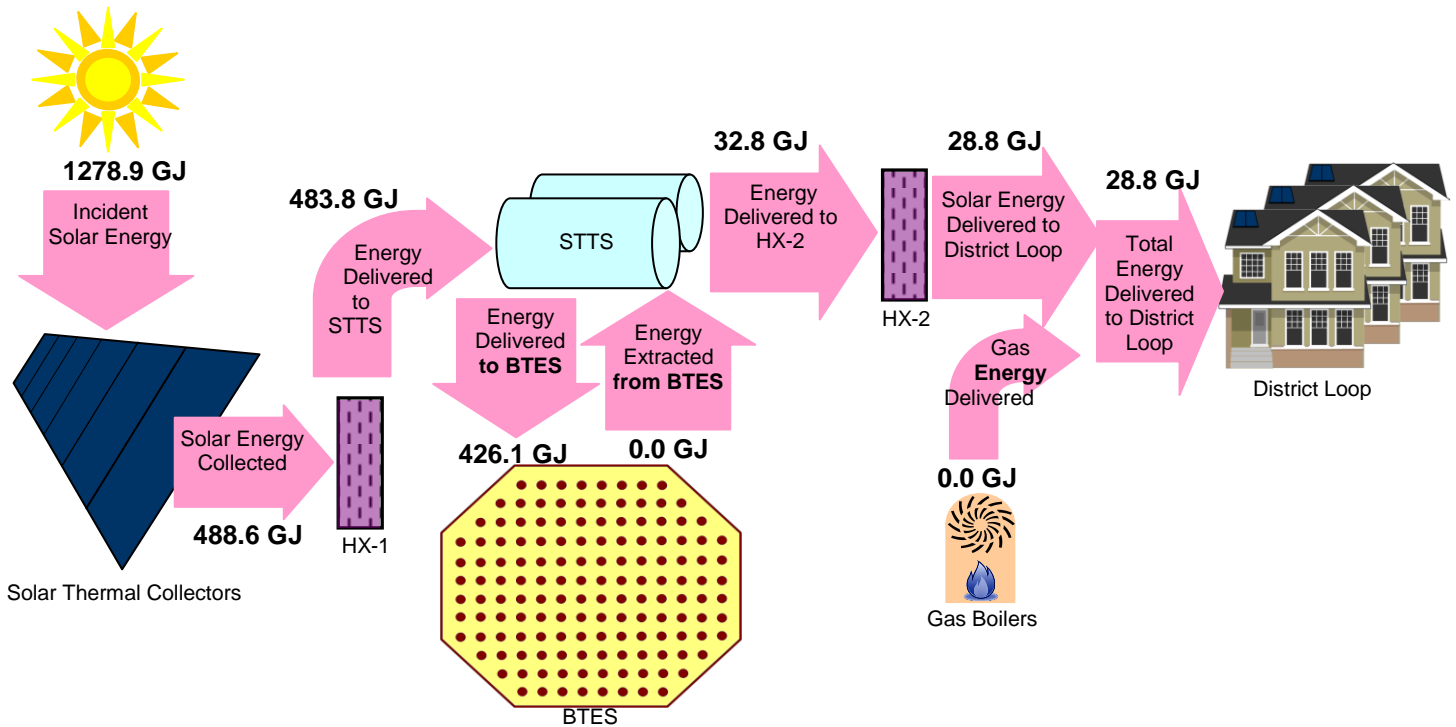 1278.9 GJ
Incident
Solar Energy
Solar Thermal Collectors
Solar Energy
Collected
488.6 GJ
HX-1
483.8 GJ
Energy
Delivered
to
STTS
STTS
Energy
Delivered
to BTES
426.1 GJ
Energy
Extracted
from BTES
0.0 GJ
BTES
32.8 GJ
Energy
Delivered to
HX-2
HX-2
28.8 GJ
Solar Energy
Delivered to
District Loop
Gas
Energy
Delivered
0.0 GJ
Gas Boilers
28.8 GJ
Total
Energy
Delivered
to District
Loop
District Loop